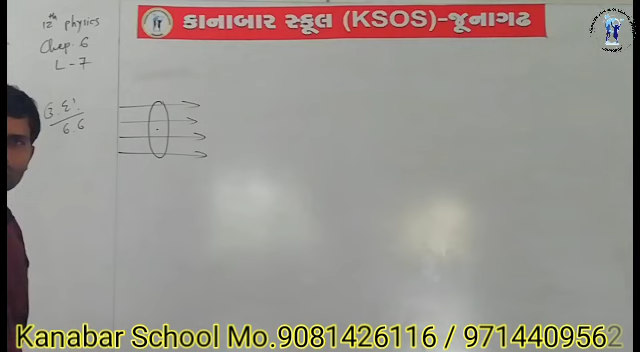 કાનાબાર સ્કૂલ (KSOS)-જૂનાગઢ
12th physics
Chep. 6
L-7
ઉ.દા.
6.6
Kanabar School Mo.9081426116 / 9714409562